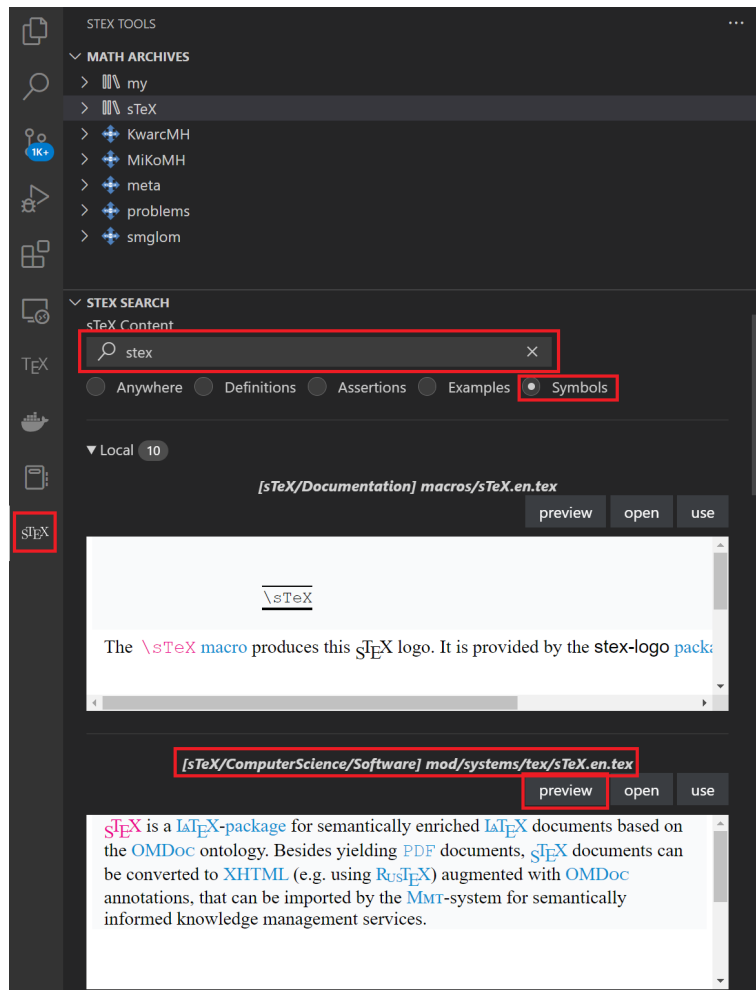 STEX TOOLS
MATH ARCHIVES
my
sTeX
KwarcMH
MiKoMH
meta
problems
smglom
1K+
STEX SEARCH
sTeX Content
stex
Anywhere Definitions Assertions Examples Symbols
TEX
Local 10
[sTeX/Documentation] macros/sTeX.en.tex
preview open use
STEX
\sTeX
The \sTeX macro produces this STEX logo. It is provided by the stex-logo packa
[sTeX/ComputerScience/Software] mod/systems/tex/sTeX.en.tex
preview open use
STEX is a LATEX-package for semantically enriched LATEX documents based on
the OMDOC ontology. Besides yielding PDF documents, STEX documents can
be converted to XHTML (e.g. using RUSTEX) augmented with OMDOC
annotations, that can be imported by the MMT-system for semantically
informed knowledge management services.